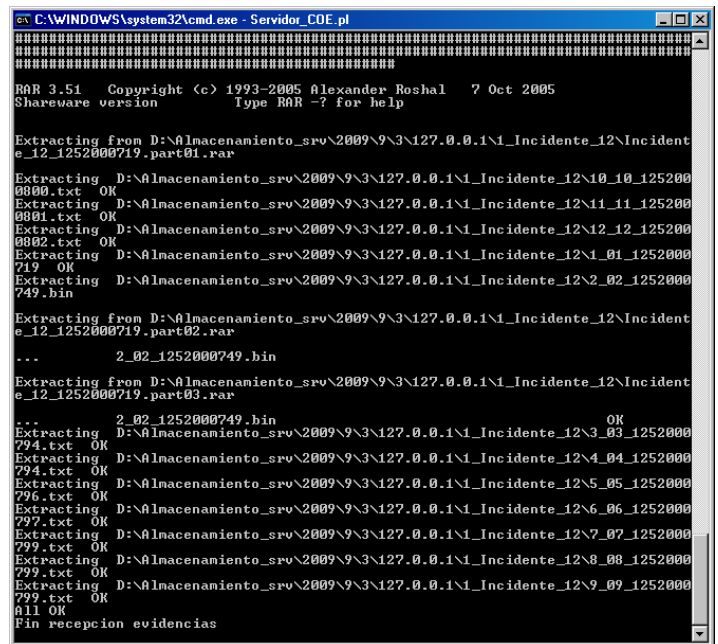 C:\WINDOWS\system32\cmd.exe - Servidor_COE.pl
################################################################################
################################################################################
#############################################
RAR 3.51 Copyright (c) 1993-2005 Alexander Roshal 7 Oct 2005
Shareware version Type RAR -? for help
Extracting from D:\Almacenamiento_srv\2009\9\3\127.0.0.1\1_Incidente_12\Incident
e_12_1252000719.part01.rar
Extracting D:\Almacenamiento_srv\2009\9\3\127.0.0.1\1_Incidente_12\10_10_125200
0800.txt OK
Extracting D:\Almacenamiento_srv\2009\9\3\127.0.0.1\1_Incidente_12\11_11_125200
0801.txt OK
Extracting D:\Almacenamiento_srv\2009\9\3\127.0.0.1\1_Incidente_12\12_12_125200
0802.txt OK
Extracting D:\Almacenamiento_srv\2009\9\3\127.0.0.1\1_Incidente_12\1_01_1252000
719 OK
Extracting D:\Almacenamiento_srv\2009\9\3\127.0.0.1\1_Incidente_12\2_02_1252000
749.bin
Extracting from D:\Almacenamiento_srv\2009\9\3\127.0.0.1\1_Incidente_12\Incident
e_12_1252000719.part02.rar
... 2_02_1252000749.bin
Extracting from D:\Almacenamiento_srv\2009\9\3\127.0.0.1\1_Incidente_12\Incident
e_12_1252000719.part03.rar
... 2_02_1252000749.bin OK
Extracting D:\Almacenamiento_srv\2009\9\3\127.0.0.1\1_Incidente_12\3_03_1252000
794.txt OK
Extracting D:\Almacenamiento_srv\2009\9\3\127.0.0.1\1_Incidente_12\4_04_1252000
794.txt OK
Extracting D:\Almacenamiento_srv\2009\9\3\127.0.0.1\1_Incidente_12\5_05_1252000
796.txt OK
Extracting D:\Almacenamiento_srv\2009\9\3\127.0.0.1\1_Incidente_12\6_06_1252000
797.txt OK
Extracting D:\Almacenamiento_srv\2009\9\3\127.0.0.1\1_Incidente_12\7_07_1252000
799.txt OK
Extracting D:\Almacenamiento_srv\2009\9\3\127.0.0.1\1_Incidente_12\8_08_1252000
799.txt OK
Extracting D:\Almacenamiento_srv\2009\9\3\127.0.0.1\1_Incidente_12\9_09_1252000
799.txt OK
All OK
Fin recepcion evidencias